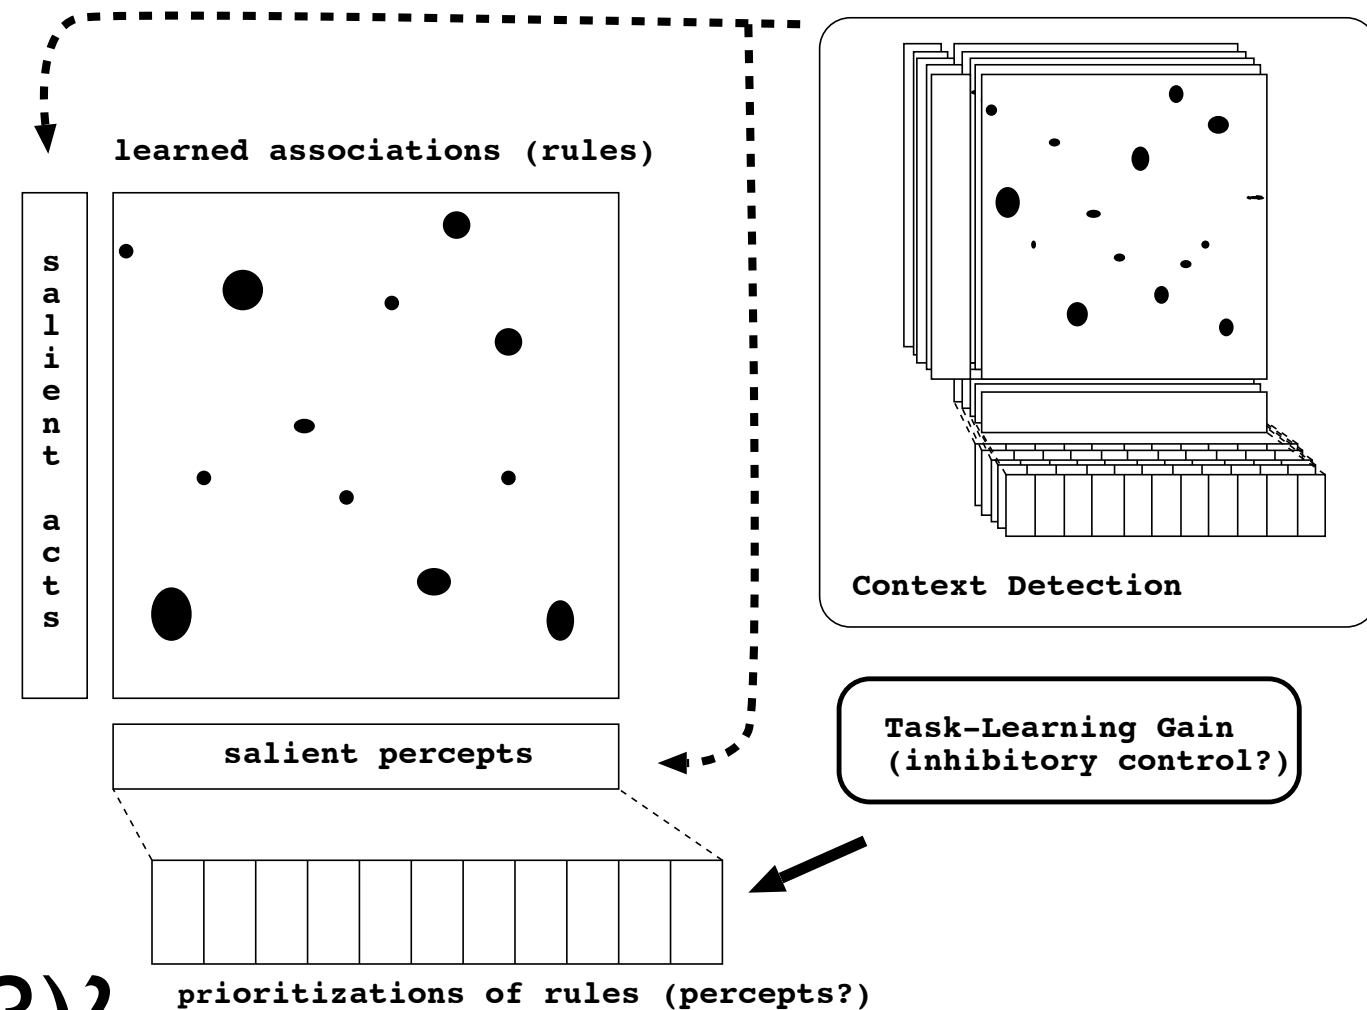 learned associations (rules)
salient acts
salient percepts
Context Detection
Task-Learning Gain
(inhibitory control?)
prioritizations of rules (percepts?)